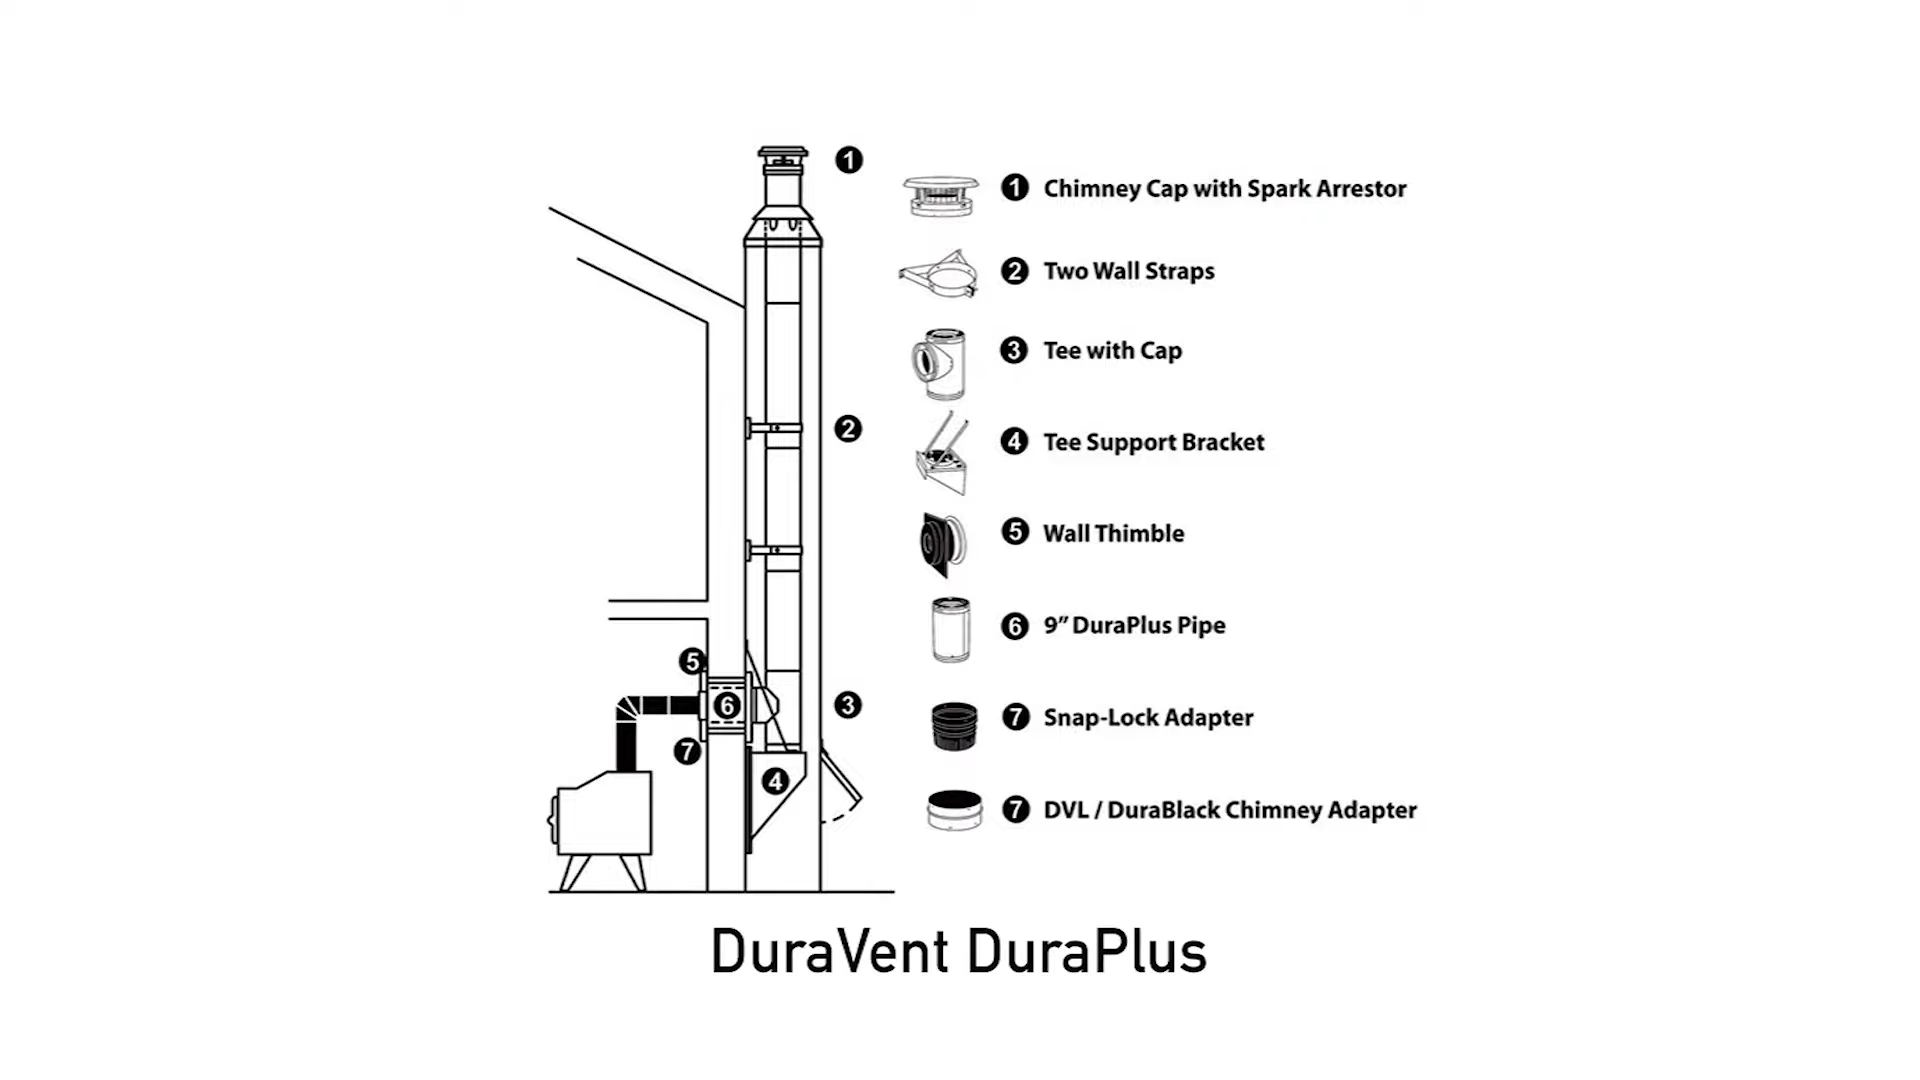 1
2
5
6
3
7
4
1 Chimney Cap with Spark Arrestor
2 Two Wall Straps
3 Tee with Cap
4 Tee Support Bracket
5 Wall Thimble
6 9” DuraPlus Pipe
7 Snap-Lock Adapter
7 DVL / DuraBlack Chimney Adapter
DuraVent DuraPlus